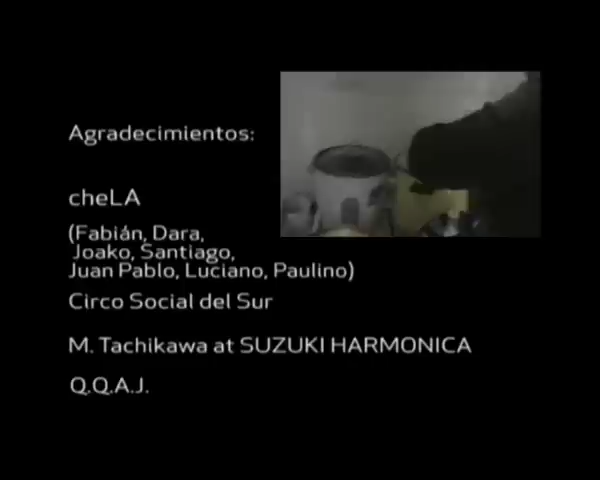 Agradecimientos:
cheLA
(Fabián, Dara,
Joako, Santiago,
Juan Pablo, Luciano, Paulino)
Circo Social del Sur
M. Tachikawa at SUZUKI HARMONICA
Q.Q.A.J.